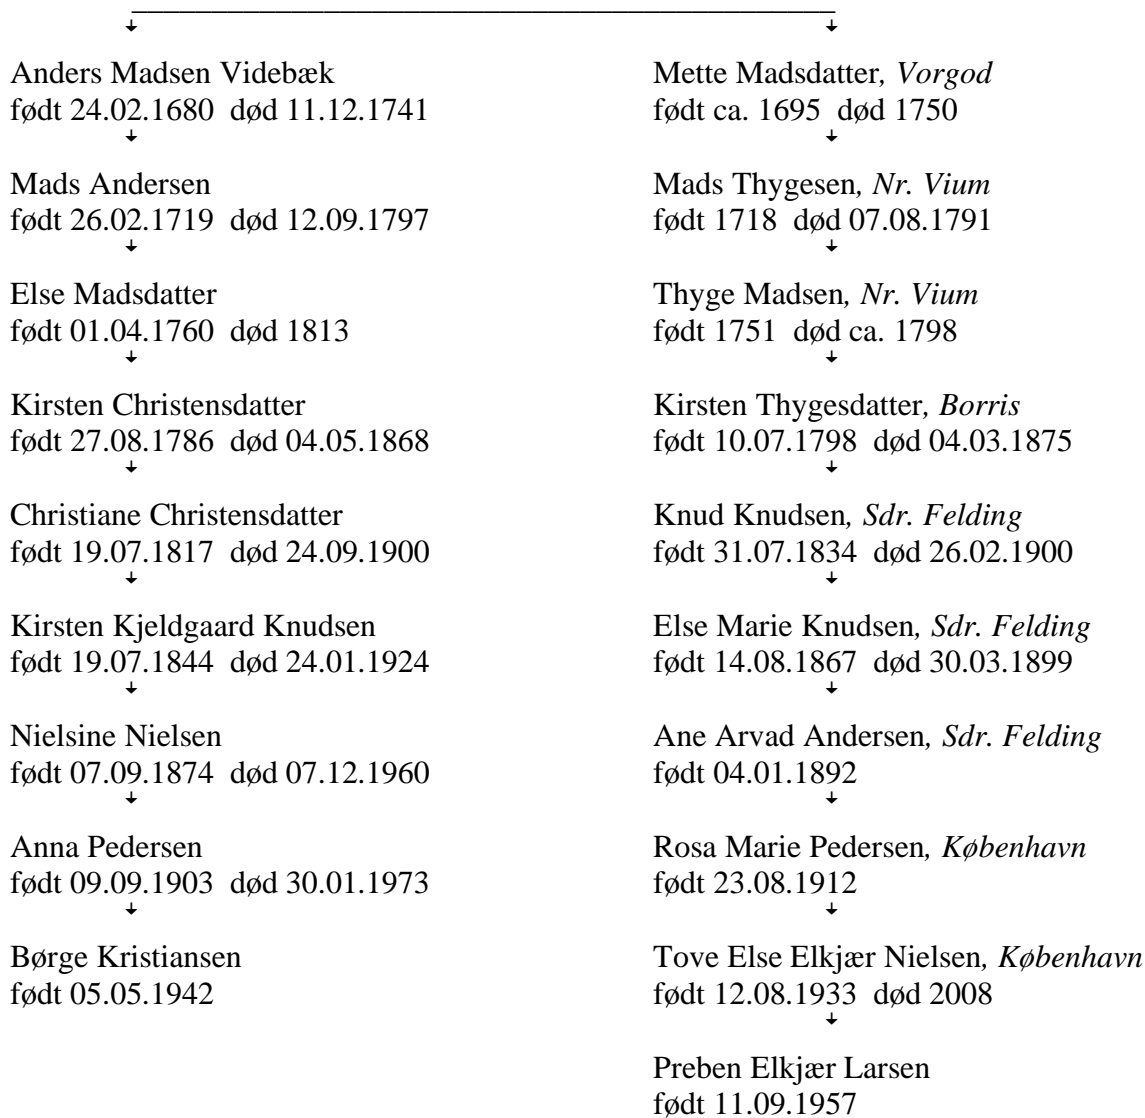 Anders Madsen Videbæk
født 24.02.1680 død 11.12.1741
Mads Andersen
født 26.02.1719 død 12.09.1797
Else Madsdatter
født 01.04.1760 død 1813
Kirsten Christensdatter
født 27.08.1786 død 04.05.1868
Christiane Christensdatter
født 19.07.1817 død 24.09.1900
Kirsten Kjeldgaard Knudsen
født 19.07.1844 død 24.01.1924
Nielsine Nielsen
født 07.09.1874 død 07.12.1960
Anna Pedersen
født 09.09.1903 død 30.01.1973
Børge Kristiansen
født 05.05.1942
Mette Madsdatter, Vorgod
født ca. 1695 død 1750
Mads Thygesen, Nr. Vium
født 1718 død 07.08.1791
Thyge Madsen, Nr. Vium
født 1751 død ca. 1798
Kirsten Thygesdatter, Borris
født 10.07.1798 død 04.03.1875
Knud Knudsen, Sdr. Felding
født 31.07.1834 død 26.02.1900
Else Marie Knudsen, Sdr. Felding
født 14.08.1867 død 30.03.1899
Ane Arvad Andersen, Sdr. Felding
født 04.01.1892
Rosa Marie Pedersen, København
født 23.08.1912
Tove Else Elkjær Nielsen, København
født 12.08.1933 død 2008
Preben Elkjær Larsen
født 11.09.1957